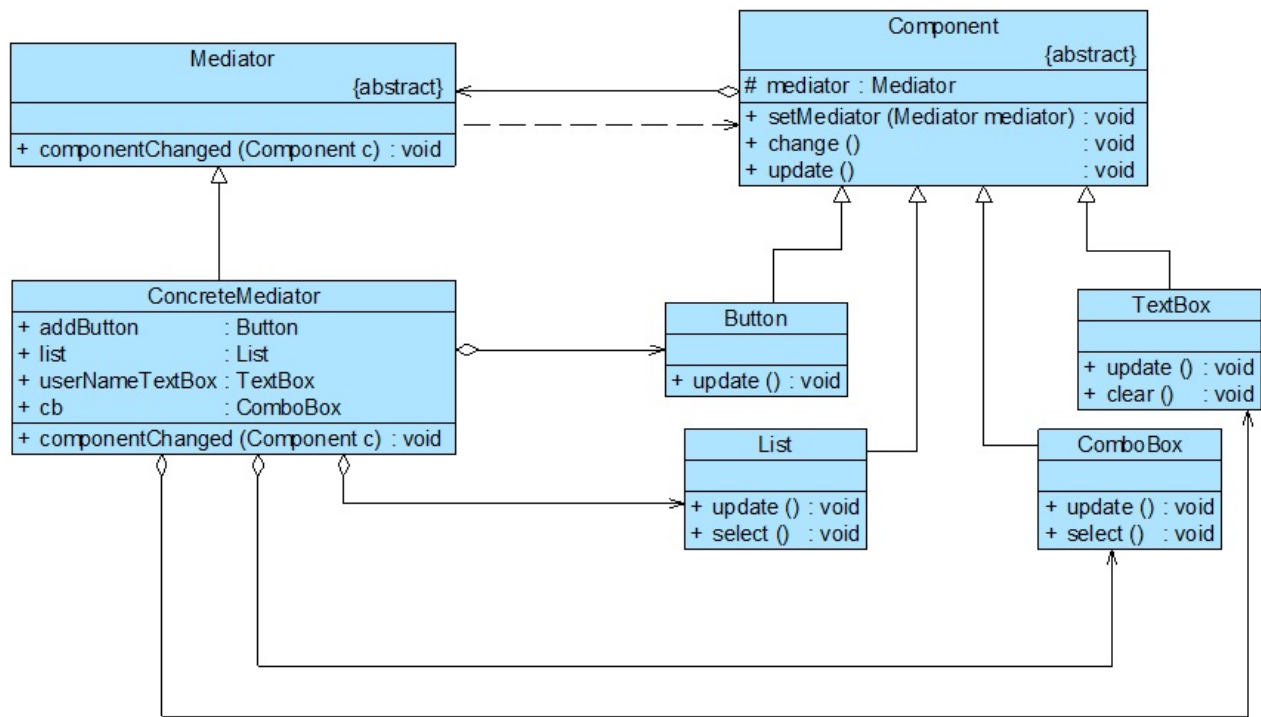 Mediator
{abstract}
+ componentChanged (Component c) : void
Component
{abstract}
# mediator : Mediator
+ setMediator (Mediator mediator) : void
+ change () : void
+ update () : void
ConcreteMediator
+ addButton : Button
+ list : List
+ userNameTextBox : TextBox
+ cb : ComboBox
+ componentChanged (Component c) : void
Button
+ update () : void
TextBox
+ update () : void
+ clear () : void
List
+ update () : void
+ select () : void
ComboBox
+ update () : void
+ select () : void